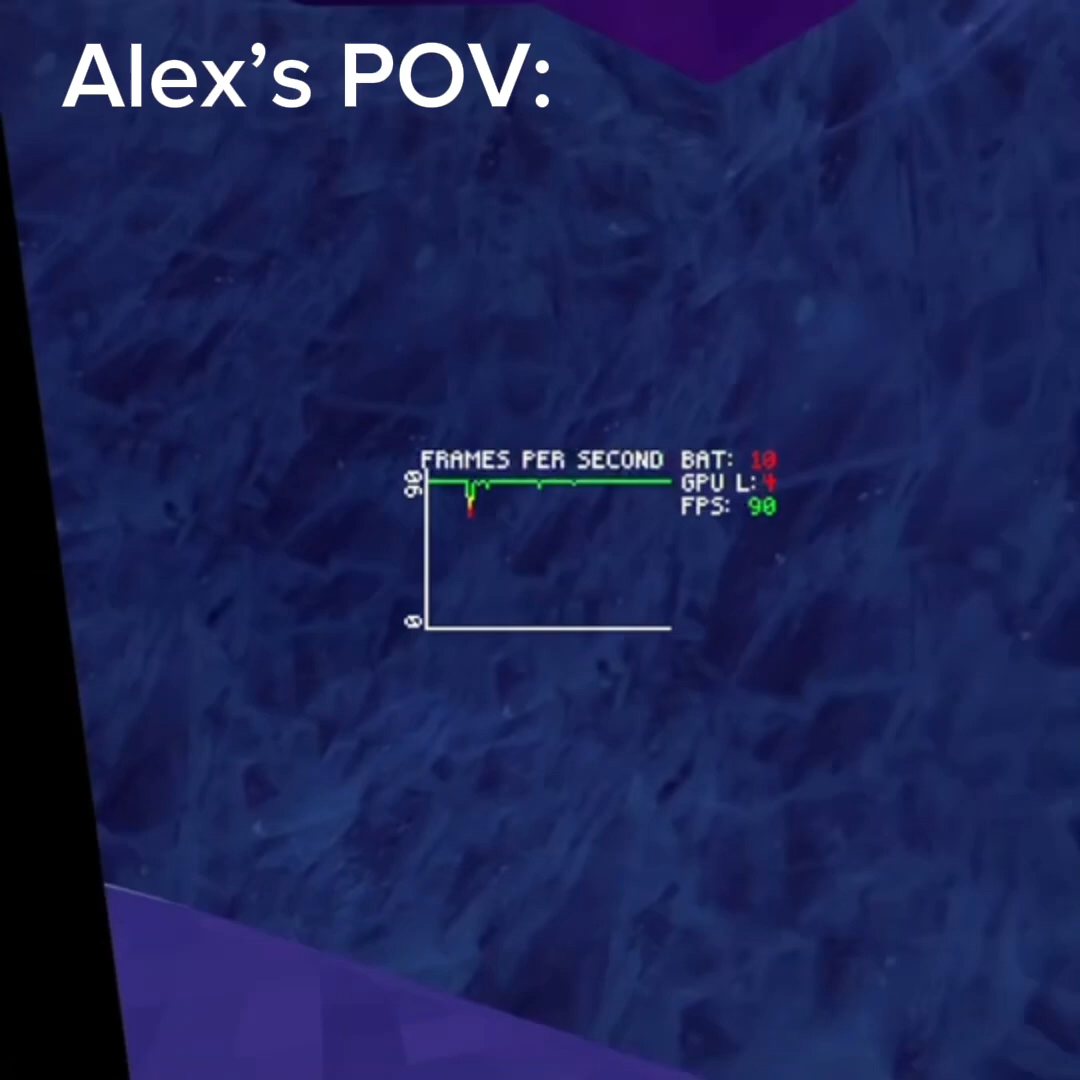 Alex’s POV:
FRAMES PER SECOND BAT: 10
90 GPU L: 4
FPS: 90
0